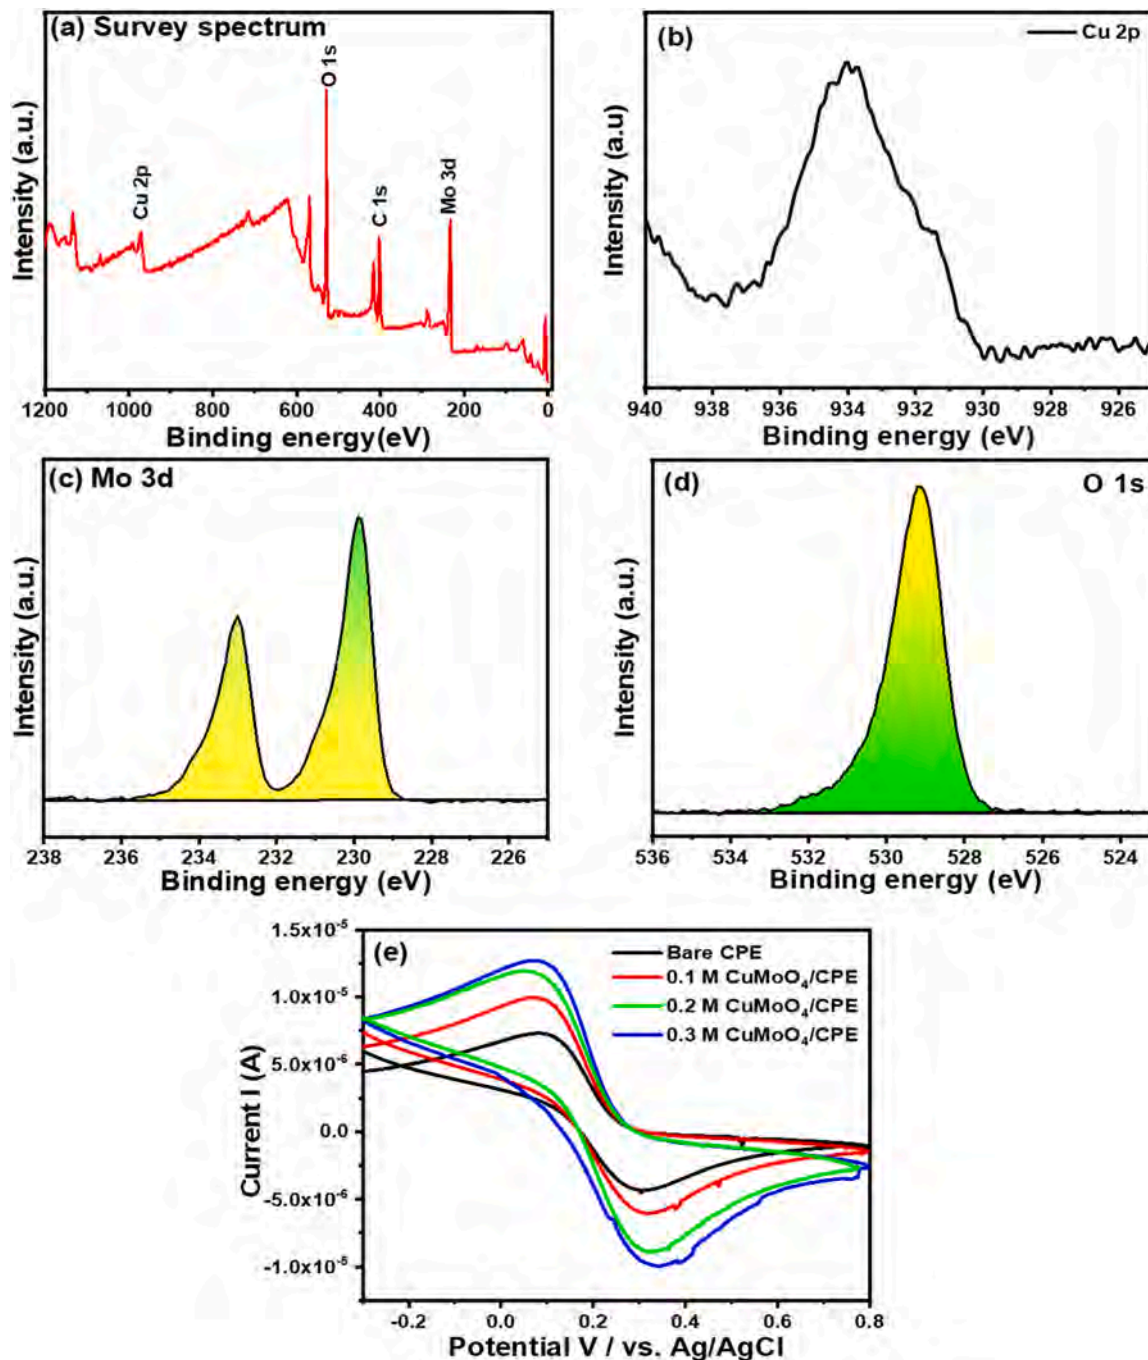 (a) Survey spectrum
O 1s
Cu 2p
C 1s
Mo 3d
Intensity (a.u.)
1200 1000 800 600 400 200 0
Binding energy(eV)
(b)
Cu 2p
Intensity (a.u)
940 938 936 934 932 930 928 926
Binding energy (eV)
(c) Mo 3d
Intensity (a.u.)
238 236 234 232 230 228 226
Binding energy (eV)
(d)
O 1s
Intensity (a.u.)
536 534 532 530 528 526 524
Binding energy (eV)
(e)
Bare CPE
0.1 M CuMoO₄/CPE
0.2 M CuMoO₄/CPE
0.3 M CuMoO₄/CPE
1.5x10⁻⁵
1.0x10⁻⁵
5.0x10⁻⁶
0.0
-5.0x10⁻⁶
-1.0x10⁻⁵
Current I (A)
-0.2 0.0 0.2 0.4 0.6 0.8
Potential V / vs. Ag/AgCl